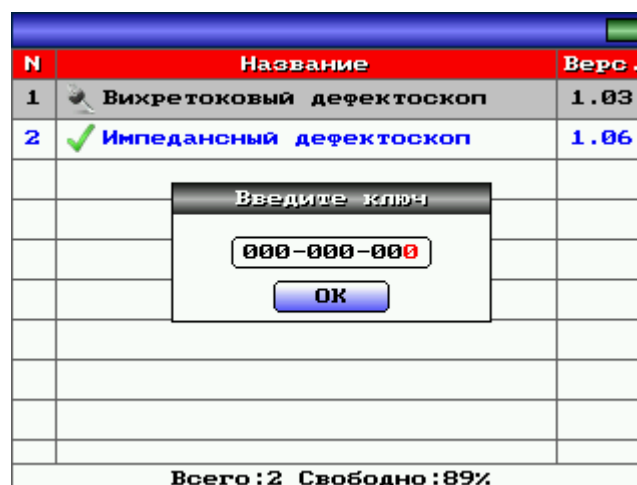 N Название Верс.
1 Вихретоковый дефектоскоп 1.03
2 Импедансный дефектоскоп 1.06
Введите ключ
000-000-000
ОК
Всего:2 Свободно:89%